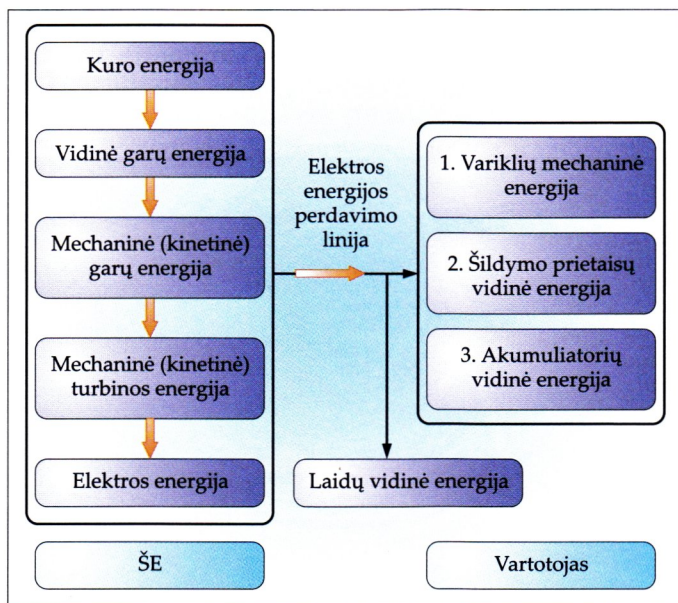 Kuro energija
Vidinė garų energija
Mechaninė (kinetinė)
garų energija
Mechaninė (kinetinė)
turbinos energija
Elektros energija
ŠE
Elektros
energijos
perdavimo
linija
Laidų vidinė energija
1. Variklių mechaninė
energija
2. Šildymo prietaisų
vidinė energija
3. Akumuliatorių
vidinė energija
Vartotojas